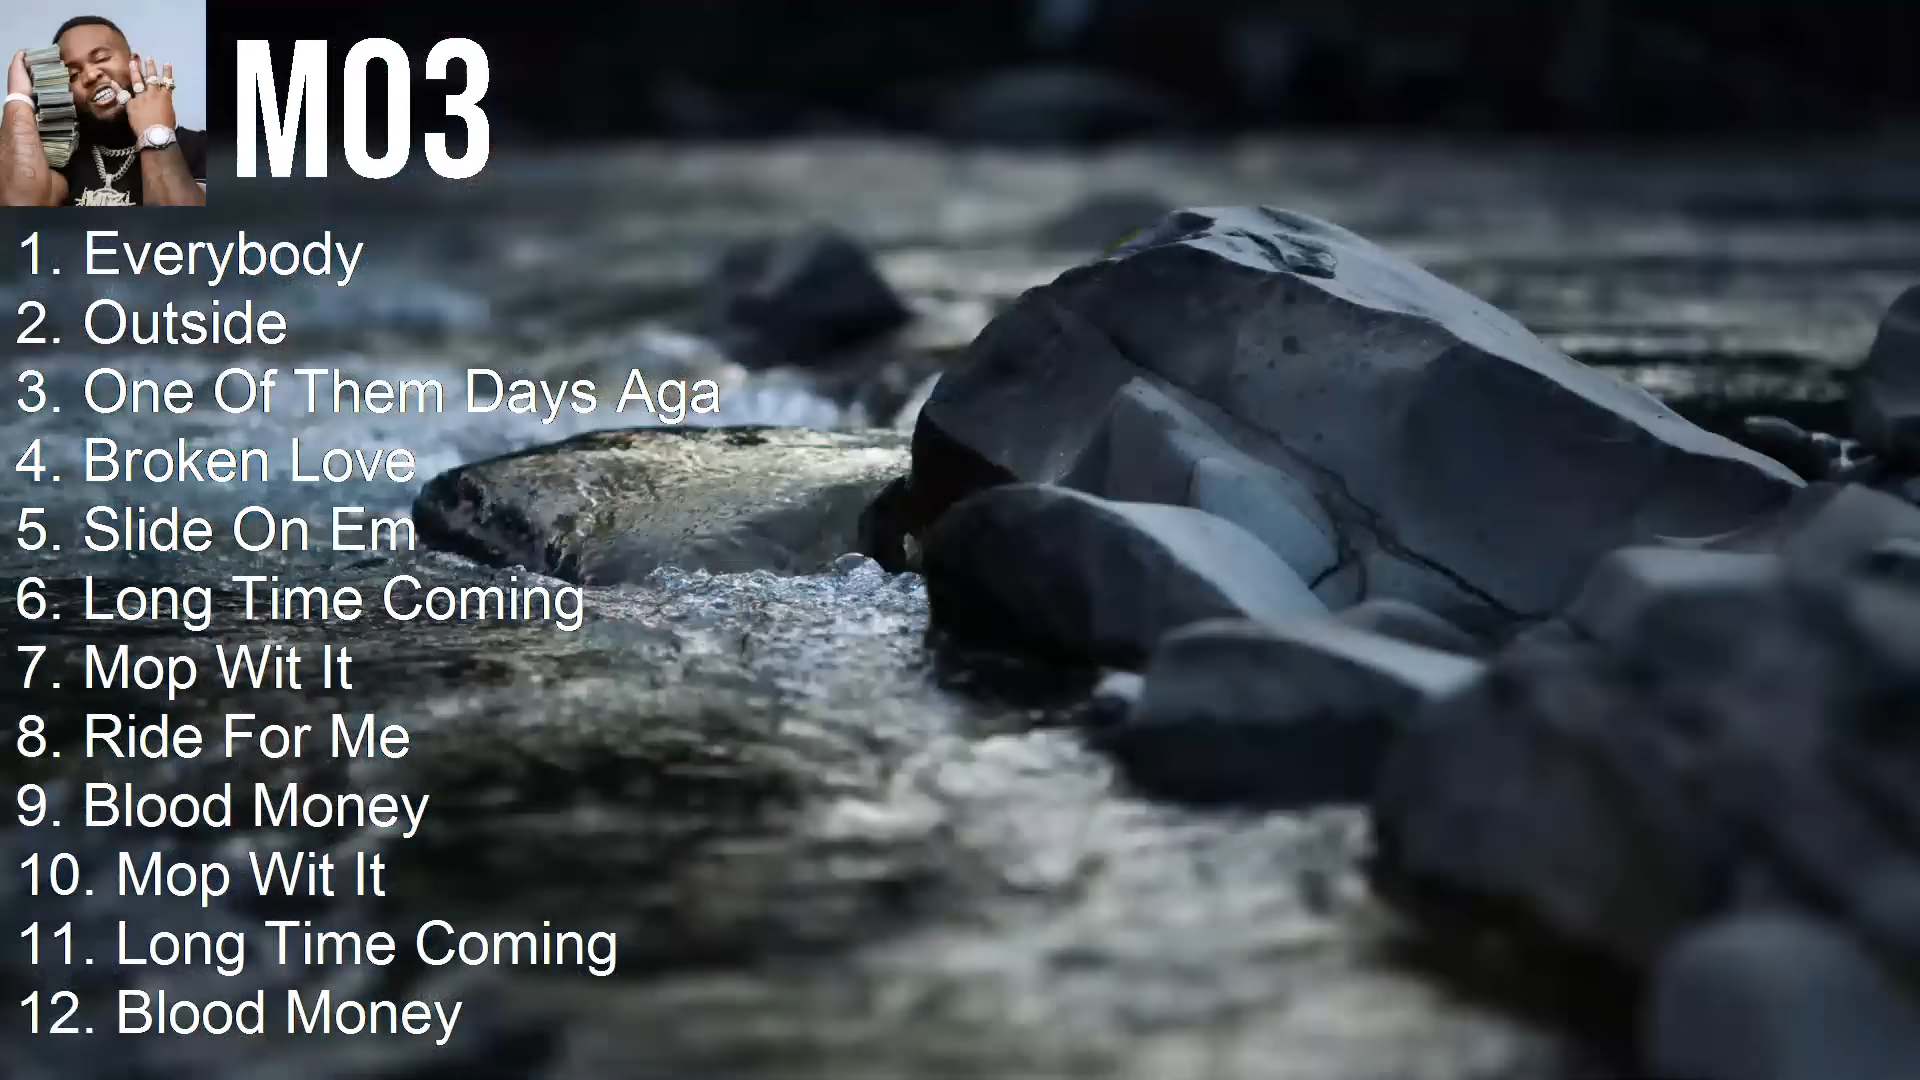 MO3
1. Everybody
2. Outside
3. One Of Them Days Aga
4. Broken Love
5. Slide On Em
6. Long Time Coming
7. Mop Wit It
8. Ride For Me
9. Blood Money
10. Mop Wit It
11. Long Time Coming
12. Blood Money